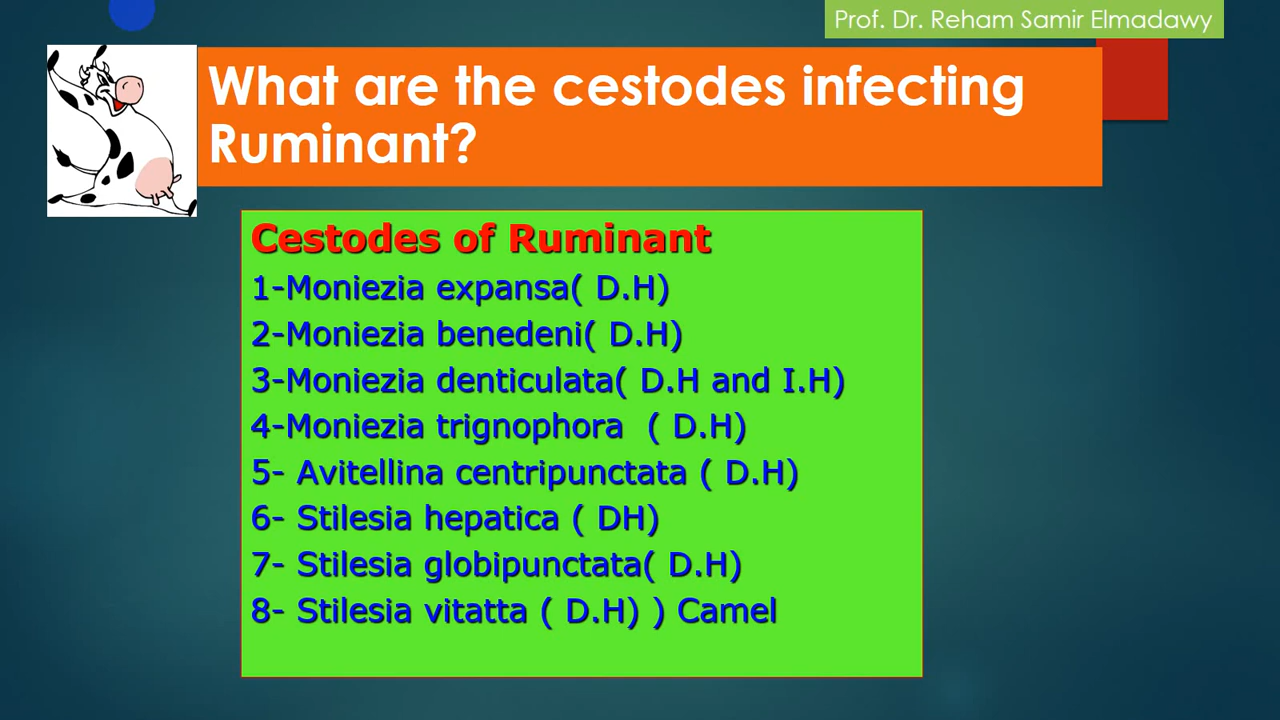 Prof. Dr. Reham Samir Elmadawy
What are the cestodes infecting
Ruminant?
Cestodes of Ruminant
1-Moniezia expansa( D.H)
2-Moniezia benedeni( D.H)
3-Moniezia denticulata( D.H and I.H)
4-Moniezia trignophora ( D.H)
5- Avitellina centripunctata ( D.H)
6- Stilesia hepatica ( DH)
7- Stilesia globipunctata( D.H)
8- Stilesia vitatta ( D.H) ) Camel